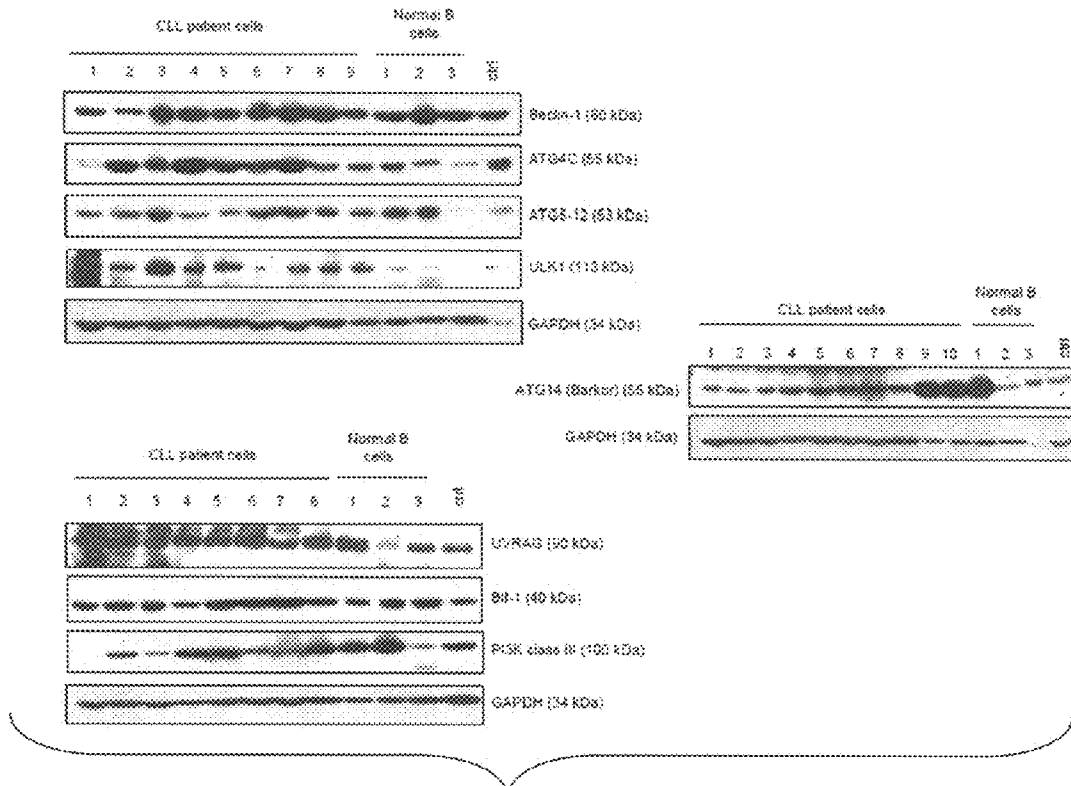 CLL patient cells
Normal B
cells
1 2 3 4 5 6 7 8 9 1 2 3 ctrl
Beclin-1 (60 kDa)
ATG4C (55 kDa)
ATG5-12 (53 kDa)
ULK1 (113 kDa)
GAPDH (34 kDa)
CLL patient cells
Normal B
cells
1 2 3 4 5 6 7 8 9 10 1 2 3
ATG14 (Barkor) (55 kDa)
GAPDH (34 kDa)
CLL patient cells
Normal B
cells
1 2 3 4 5 6 7 8 1 2 3 ctrl
UVRAG (90 kDa)
Bif-1 (40 kDa)
PI3K class III (100 kDa)
GAPDH (34 kDa)